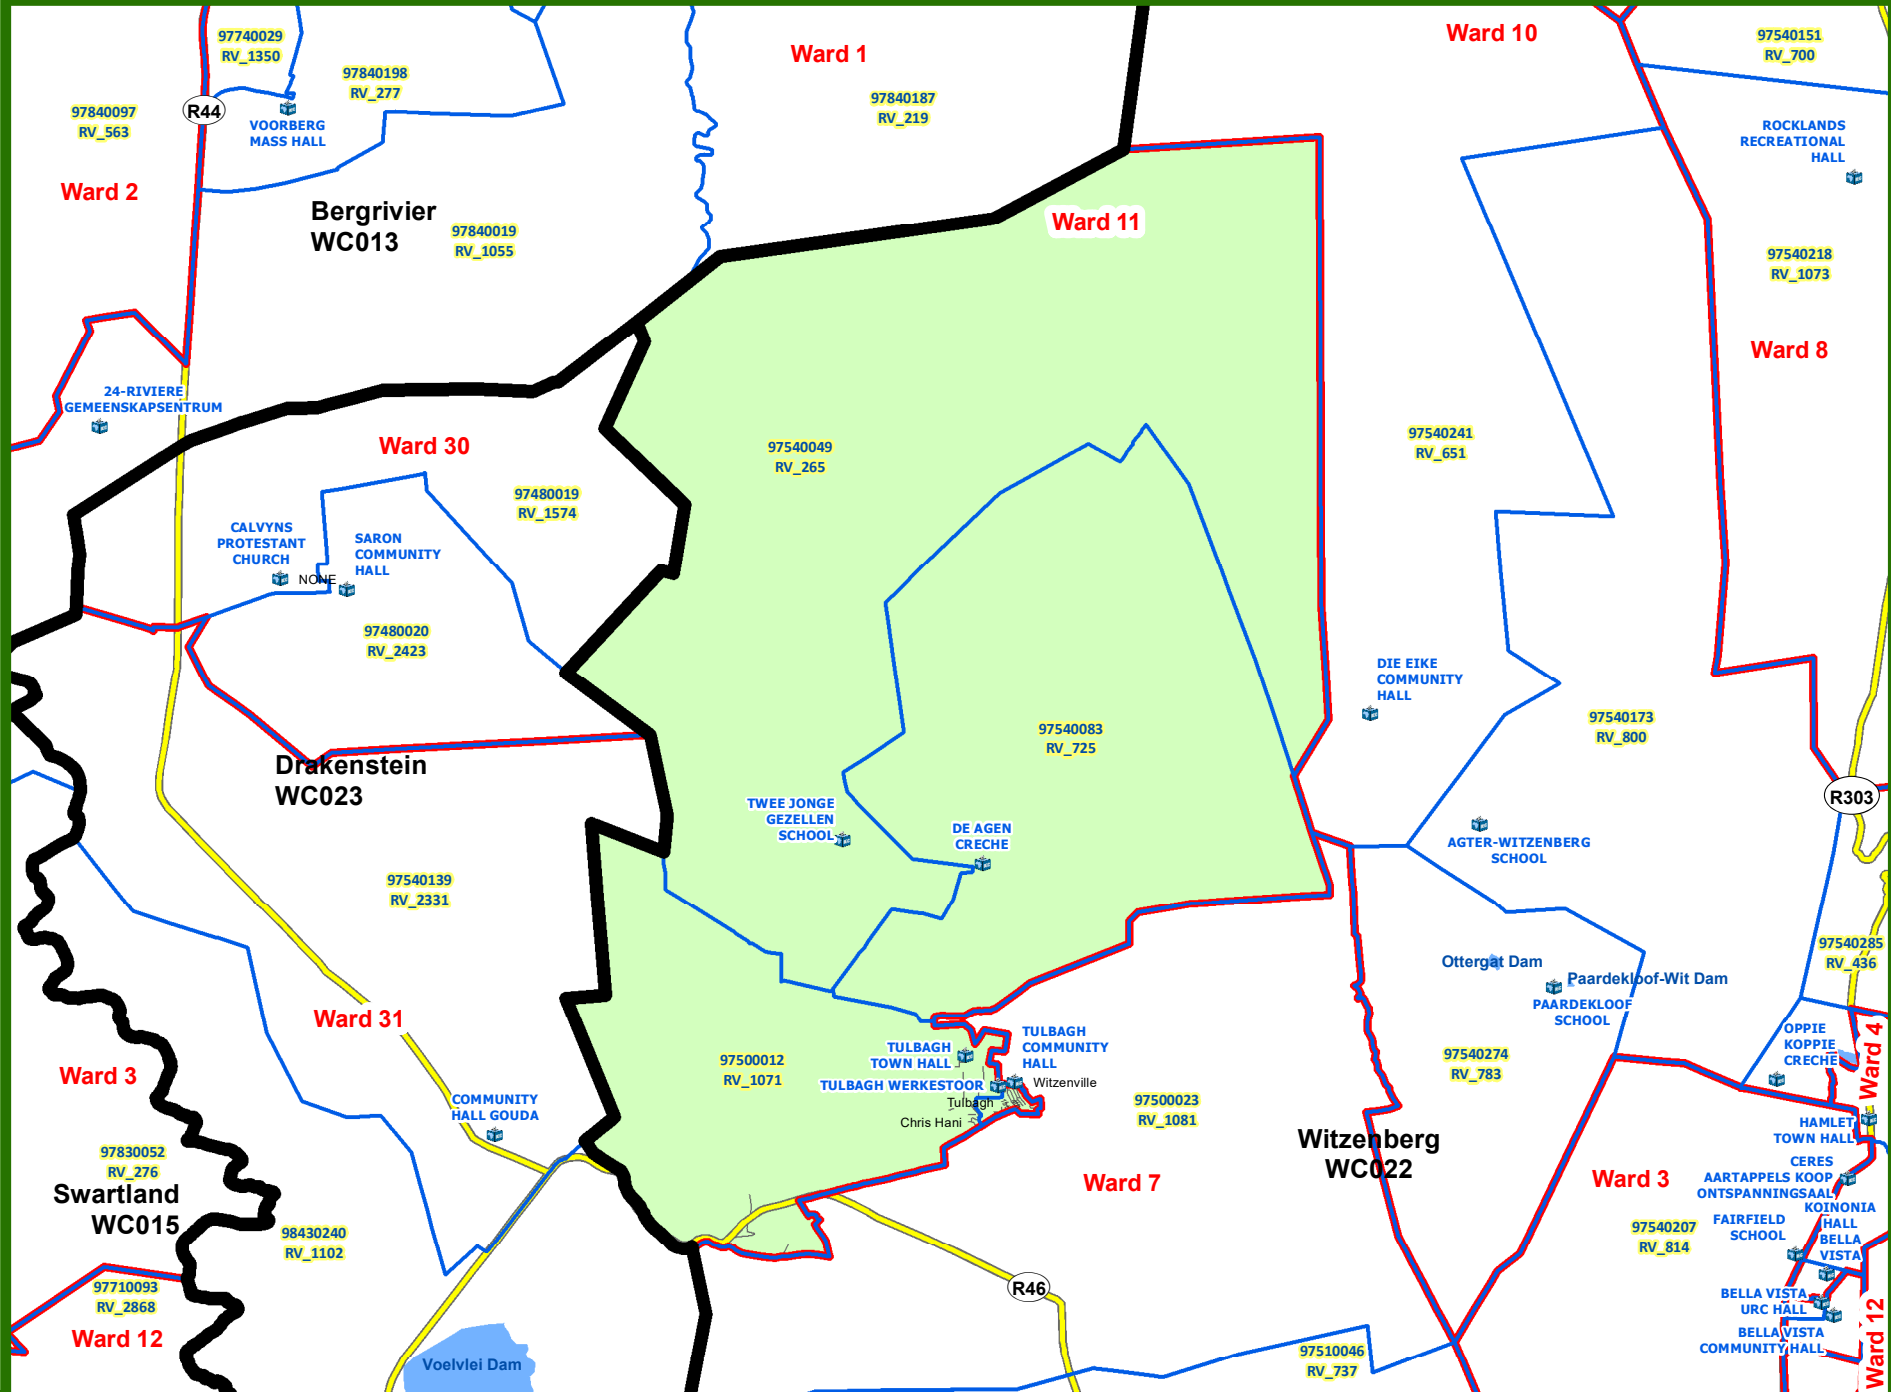 97740029
RV_1350
97840198
RV_277
Ward 1
97840187
RV_219
Ward 10
97540151
RV_700
97840097
RV_563
R44
VOORBERG
MASS HALL
ROCKLANDS
RECREATIONAL
HALL
Ward 2
Bergrivier
WC013
97840019
RV_1055
Ward 11
97540218
RV_1073
Ward 8
24-RIVIERE
GEMEENSKAPSENTRUM
Ward 30
97540049
RV_265
97540241
RV_651
97480019
RV_1574
CALVYNS
PROTESTANT
CHURCH
NONE
SARON
COMMUNITY
HALL
97480020
RV_2423
DIE EIKE
COMMUNITY
HALL
97540083
RV_725
97540173
RV_800
Drakenstein
WC023
R303
TWEE JONGE
GEZELLEN
SCHOOL
DE AGEN
CRECHE
AGTER-WITZENBERG
SCHOOL
97540139
RV_2331
97540285
RV_436
Ottergat Dam
Paardekloof-Wit Dam
PAARDEKLOOF
SCHOOL
Ward 31
TULBAGH
TOWN HALL
TULBAGH
COMMUNITY
HALL
OPPIE
KOPPIE
CRECHE
Ward 4
97500012
RV_1071
97540274
RV_783
Ward 3
TULBAGH WERKESTOOR
Witzenville
Tulbagh
Chris Hani
COMMUNITY
HALL GOUDA
97500023
RV_1081
HAMLET
TOWN HALL
Witzenberg
WC022
97830052
RV_276
Swartland
WC015
Ward 7
Ward 3
CERES
AARTAPPELS KOOP
ONTSPANNINGSAAL
KOINONIA
HALL
BELLA
VISTA
FAIRFIELD
SCHOOL
97540207
RV_814
98430240
RV_1102
97710093
RV_2868
R46
BELLA VISTA
URC HALL
Ward 12
BELLA VISTA
COMMUNITY HALL
Ward 12
Voelvlei Dam
97510046
RV_737